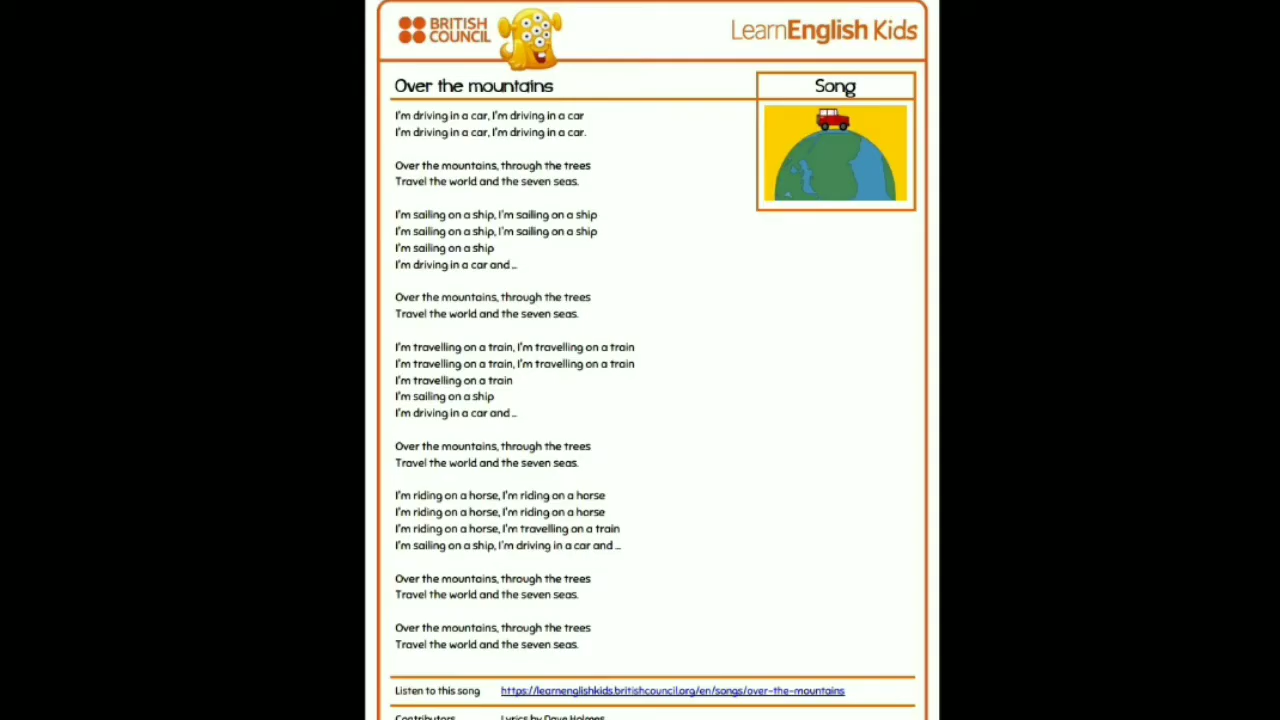 BRITISH
COUNCIL
LearnEnglish Kids
Over the mountains
Song
I'm driving in a car, I'm driving in a car
I'm driving in a car, I'm driving in a car.
Over the mountains, through the trees
Travel the world and the seven seas.
I'm sailing on a ship, I'm sailing on a ship
I'm sailing on a ship, I'm sailing on a ship
I'm sailing on a ship
I'm driving in a car and ...
Over the mountains, through the trees
Travel the world and the seven seas.
I'm travelling on a train, I'm travelling on a train
I'm travelling on a train, I'm travelling on a train
I'm travelling on a train
I'm sailing on a ship
I'm driving in a car and ...
Over the mountains, through the trees
Travel the world and the seven seas.
I'm riding on a horse, I'm riding on a horse
I'm riding on a horse, I'm riding on a horse
I'm riding on a horse, I'm travelling on a train
I'm sailing on a ship, I'm driving in a car and ...
Over the mountains, through the trees
Travel the world and the seven seas.
Over the mountains, through the trees
Travel the world and the seven seas.
Listen to this song https://learnenglishkids.britishcouncil.org/en/songs/over-the-mountains
Contributors Lyrics by Dave Holmes